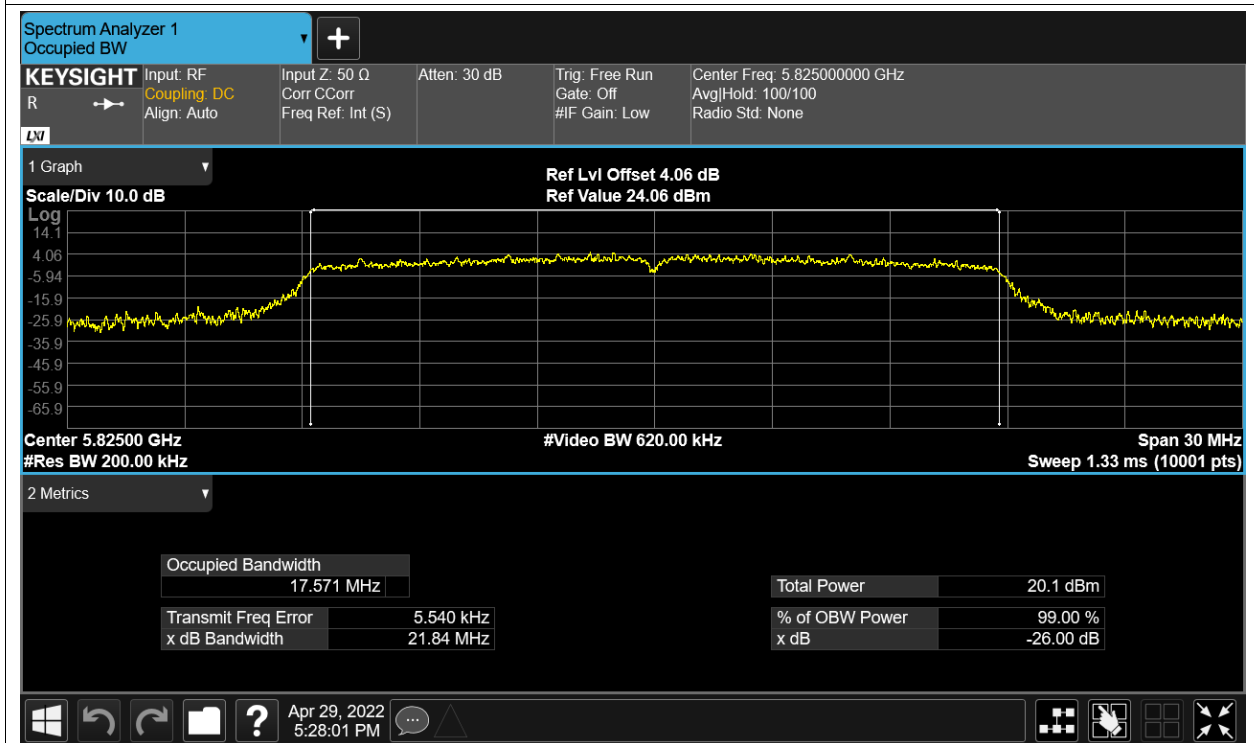 Spectrum Analyzer 1
Occupied BW
KEYSIGHT
R
LXI
Input: RF
Coupling: DC
Align: Auto
Input Z: 50 Ω
Corr CCorr
Freq Ref: Int (S)
Atten: 30 dB
Trig: Free Run
Gate: Off
#IF Gain: Low
Center Freq: 5.825000000 GHz
Avg|Hold: 100/100
Radio Std: None
1 Graph
Scale/Div 10.0 dB
Ref Lvl Offset 4.06 dB
Ref Value 24.06 dBm
Log
14.1
4.06
-5.94
-15.9
-25.9
-35.9
-45.9
-55.9
-65.9
Center 5.82500 GHz
#Video BW 620.00 kHz
Span 30 MHz
#Res BW 200.00 kHz
Sweep 1.33 ms (10001 pts)
2 Metrics
Occupied Bandwidth
17.571 MHz
Transmit Freq Error 5.540 kHz
x dB Bandwidth 21.84 MHz
Total Power 20.1 dBm
% of OBW Power 99.00 %
x dB -26.00 dB
?
Apr 29, 2022
5:28:01 PM